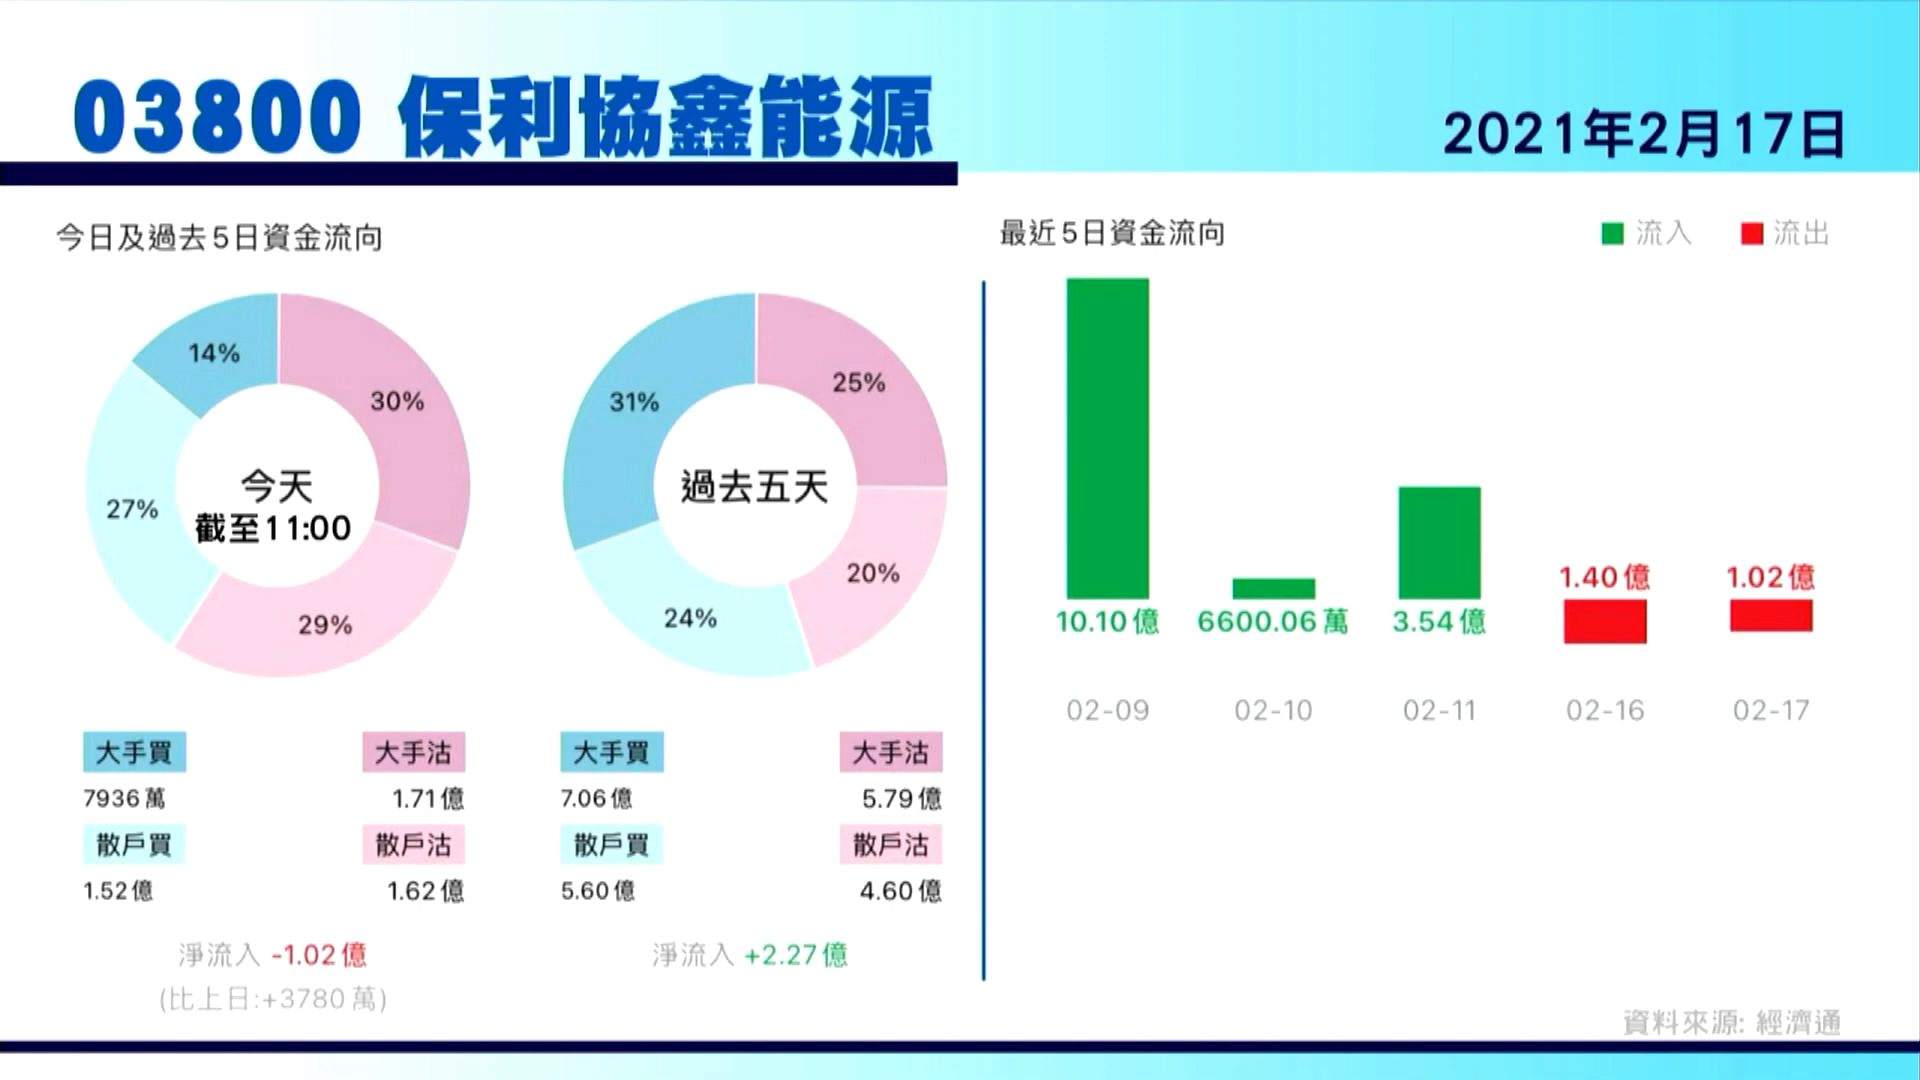 03800 保利協鑫能源
2021年2月17日
今日及過去5日資金流向
14%
30%
27%
29%
今天
截至11:00
31%
25%
24%
20%
過去五天
大手買
大手沽
7936萬
1.71億
散戶買
散戶沽
1.52億
1.62億
淨流入 -1.02億
(比上日:+3780萬)
大手買
大手沽
7.06億
5.79億
散戶買
散戶沽
5.60億
4.60億
淨流入 +2.27億
最近5日資金流向
流入
流出
10.10億
6600.06萬
3.54億
1.40億
1.02億
02-09
02-10
02-11
02-16
02-17
資料來源: 經濟通